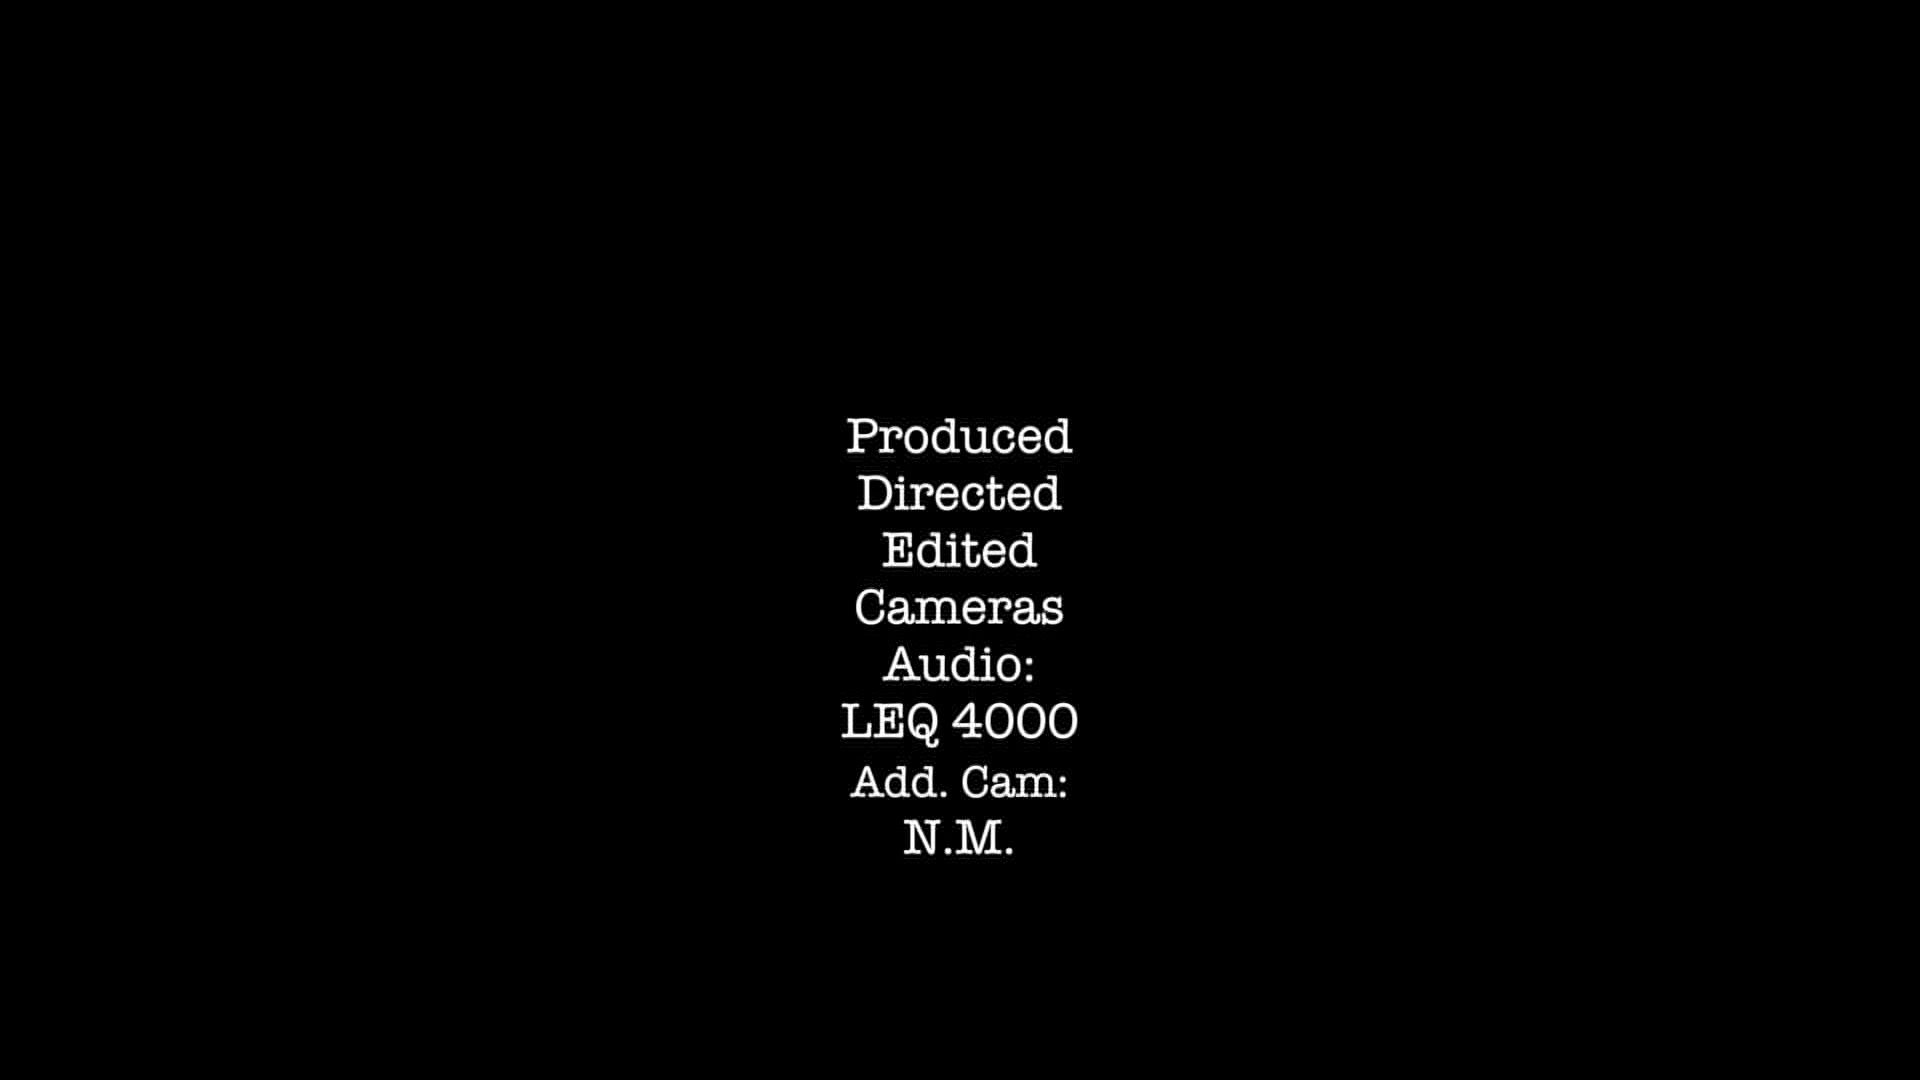 Produced
Directed
Edited
Cameras
Audio:
LEQ 4000
Add. Cam:
N.M.